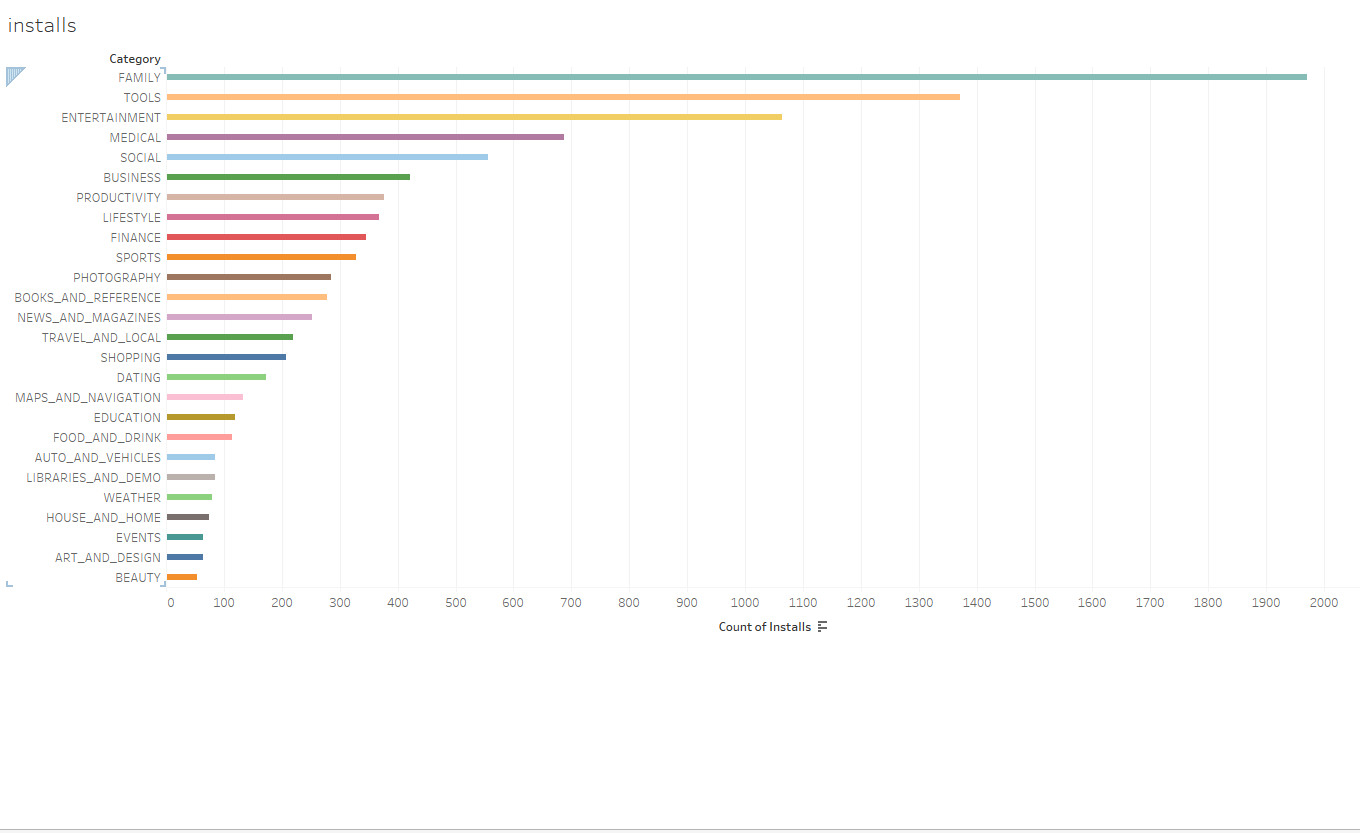 installs
Category
FAMILY
TOOLS
ENTERTAINMENT
MEDICAL
SOCIAL
BUSINESS
PRODUCTIVITY
LIFESTYLE
FINANCE
SPORTS
PHOTOGRAPHY
BOOKS_AND_REFERENCE
NEWS_AND_MAGAZINES
TRAVEL_AND_LOCAL
SHOPPING
DATING
MAPS_AND_NAVIGATION
EDUCATION
FOOD_AND_DRINK
AUTO_AND_VEHICLES
LIBRARIES_AND_DEMO
WEATHER
HOUSE_AND_HOME
EVENTS
ART_AND_DESIGN
BEAUTY
0 100 200 300 400 500 600 700 800 900 1000 1100 1200 1300 1400 1500 1600 1700 1800 1900 2000
Count of Installs